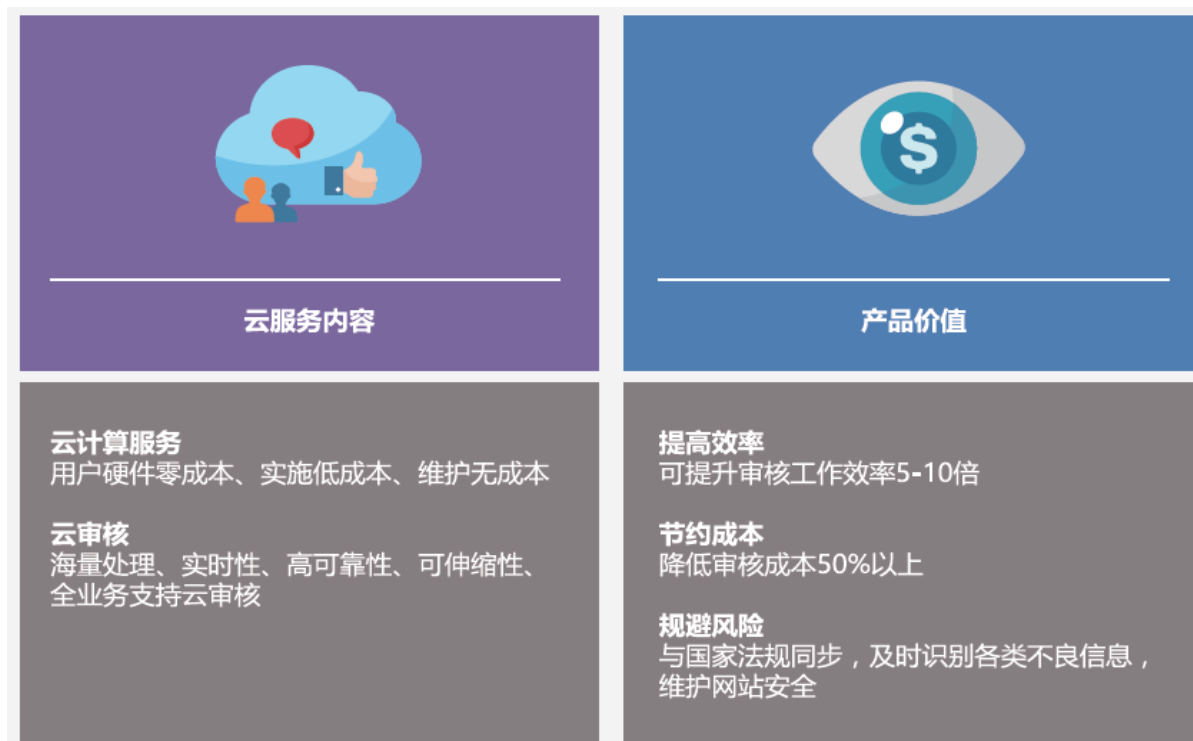 云服务内容
云计算服务
用户硬件零成本、实施低成本、维护无成本
云审核
海量处理、实时性、高可靠性、可伸缩性、
全业务支持云审核
$
产品价值
提高效率
可提升审核工作效率5-10倍
节约成本
降低审核成本50%以上
规避风险
与国家法规同步，及时识别各类不良信息，
维护网站安全